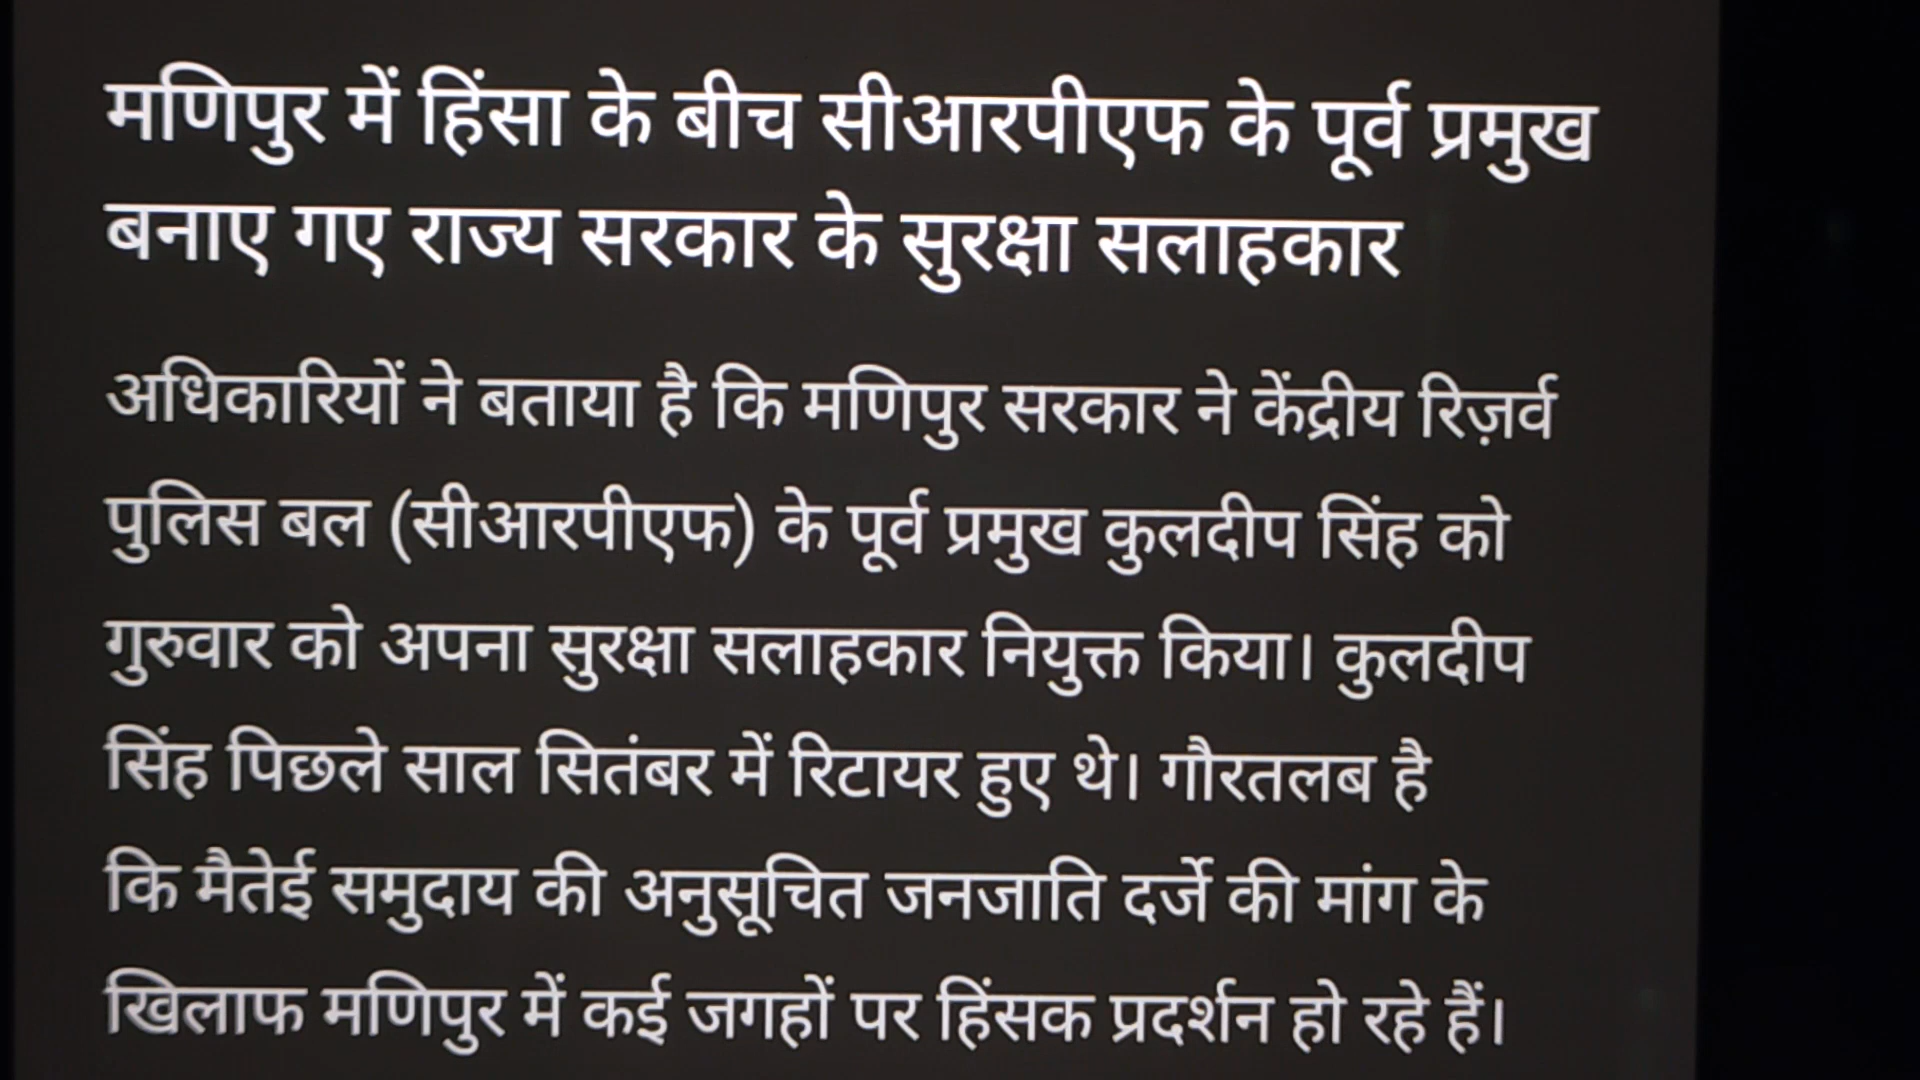 मणिपुर में हिंसा के बीच सीआरपीएफ के पूर्व प्रमुख
बनाए गए राज्य सरकार के सुरक्षा सलाहकार
अधिकारियों ने बताया है कि मणिपुर सरकार ने केंद्रीय रिज़र्व
पुलिस बल (सीआरपीएफ) के पूर्व प्रमुख कुलदीप सिंह को
गुरुवार को अपना सुरक्षा सलाहकार नियुक्त किया। कुलदीप
सिंह पिछले साल सितंबर में रिटायर हुए थे। गौरतलब है
कि मैतेई समुदाय की अनुसूचित जनजाति दर्जे की मांग के
खिलाफ मणिपुर में कई जगहों पर हिंसक प्रदर्शन हो रहे हैं।